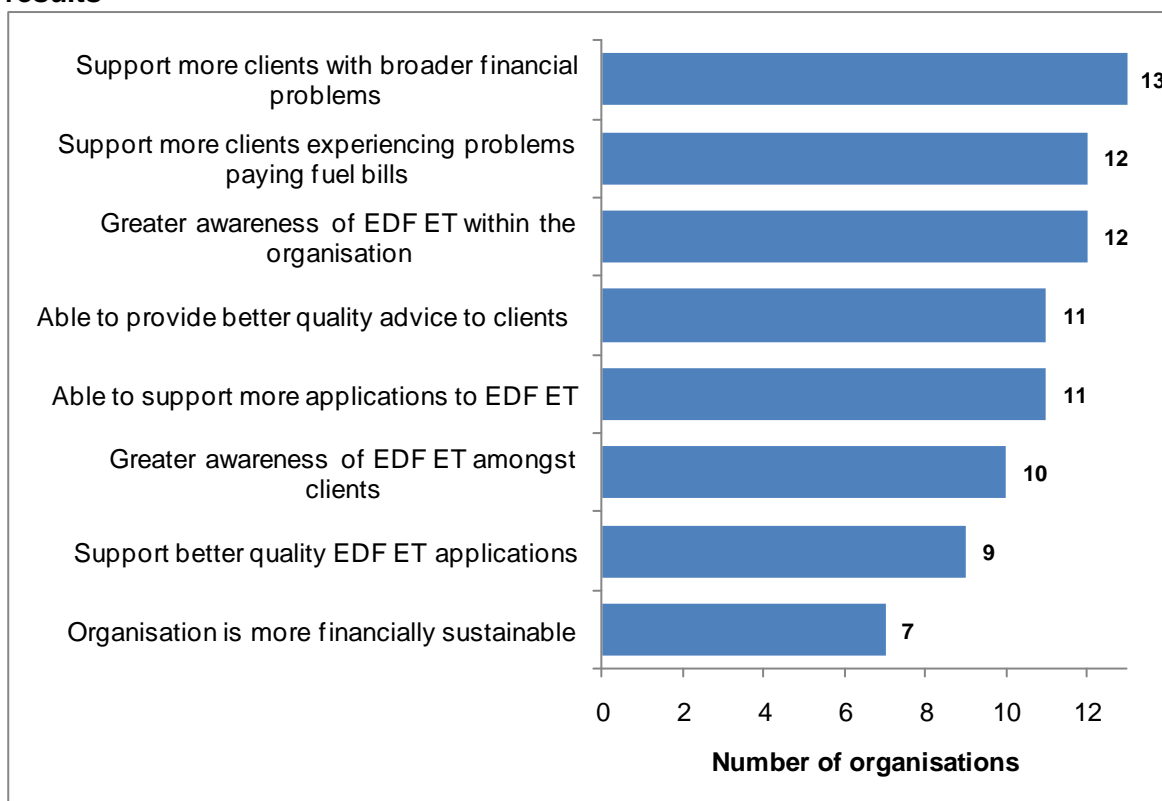 results
Support more clients with broader financial
problems
13
Support more clients experiencing problems
paying fuel bills
12
Greater awareness of EDF ET within the
organisation
12
Able to provide better quality advice to clients
11
Able to support more applications to EDF ET
11
Greater awareness of EDF ET amongst
clients
10
Support better quality EDF ET applications
9
Organisation is more financially sustainable
7
0 2 4 6 8 10 12
Number of organisations